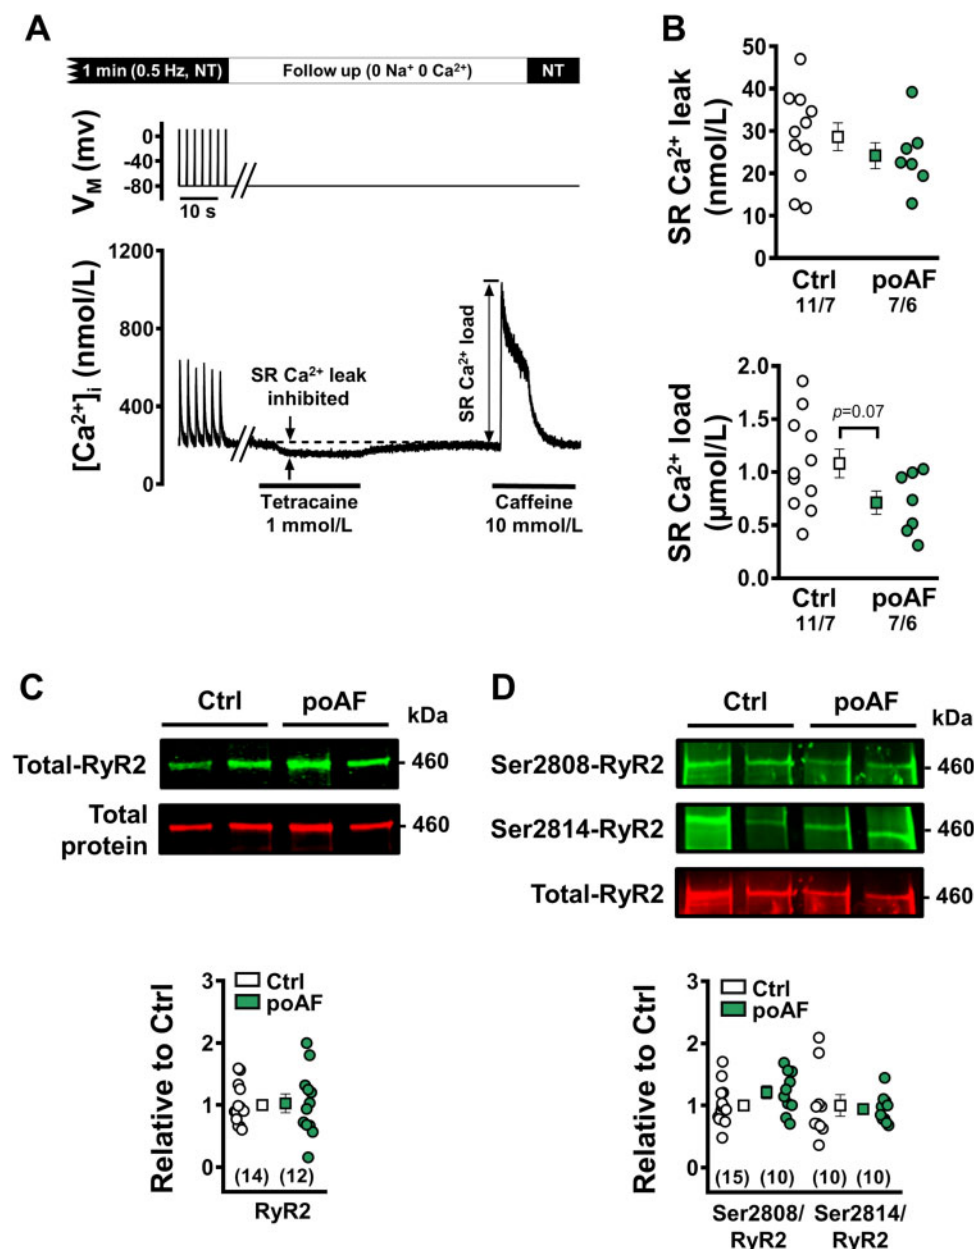 A
1 min (0.5 Hz, NT)
Follow up (0 Na⁺ 0 Ca²⁺)
NT
V_M (mv)
0
-40
-80
10 s
[Ca²⁺]ᵢ (nmol/L)
1200
800
400
0
SR Ca²⁺ leak
inhibited
SR Ca²⁺ load
Tetracaine
1 mmol/L
Caffeine
10 mmol/L
B
SR Ca²⁺ leak
(nmol/L)
50
40
30
20
10
0
Ctrl
11/7
poAF
7/6
SR Ca²⁺ load
(µmol/L)
2.0
1.5
1.0
0.5
0.0
p=0.07
Ctrl
11/7
poAF
7/6
C
Ctrl
poAF
kDa
Total-RyR2
460
Total
protein
460
Relative to Ctrl
3
2
1
0
Ctrl
poAF
(14)
(12)
RyR2
D
Ctrl
poAF
kDa
Ser2808-RyR2
460
Ser2814-RyR2
460
Total-RyR2
460
Relative to Ctrl
3
2
1
0
Ctrl
poAF
(15)
(10)
(10)
(10)
Ser2808/
RyR2
Ser2814/
RyR2